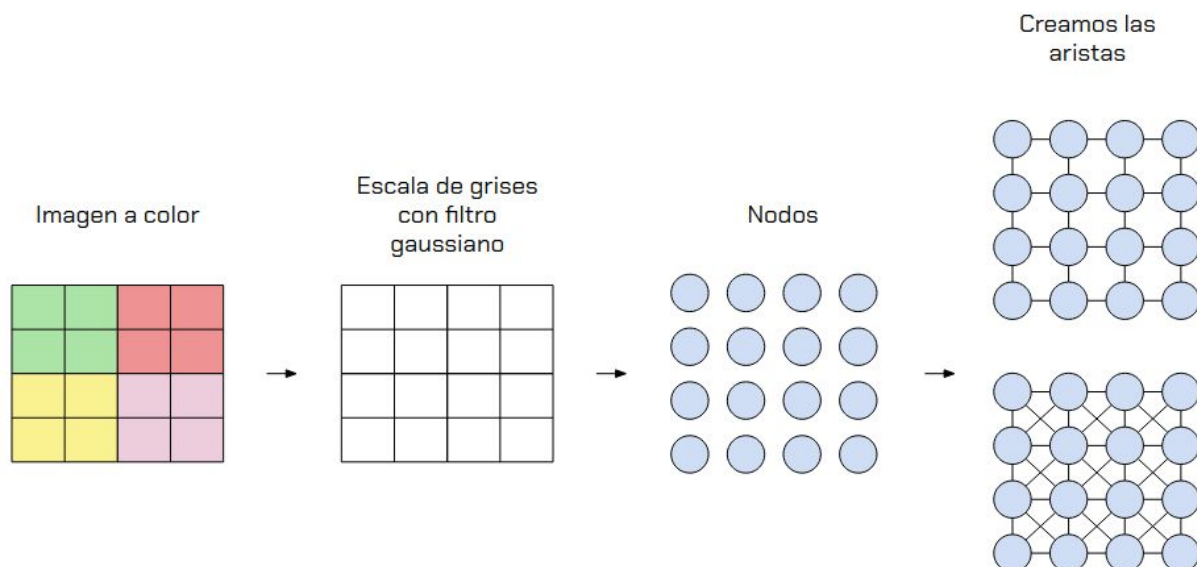 Imagen a color
Escala de grises
con filtro
gaussiano
Nodos
Creamos las
aristas